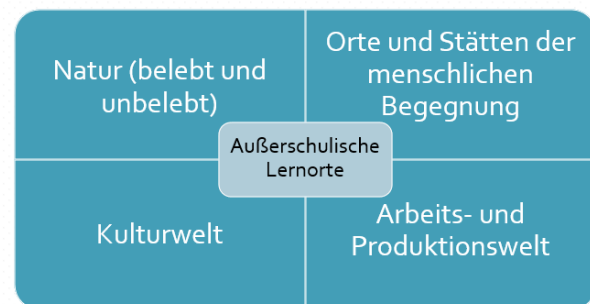 Natur (belebt und
unbelebt)
Orte und Stätten der
menschlichen
Begegnung
Außerschulische
Lernorte
Kulturwelt
Arbeits- und
Produktionswelt